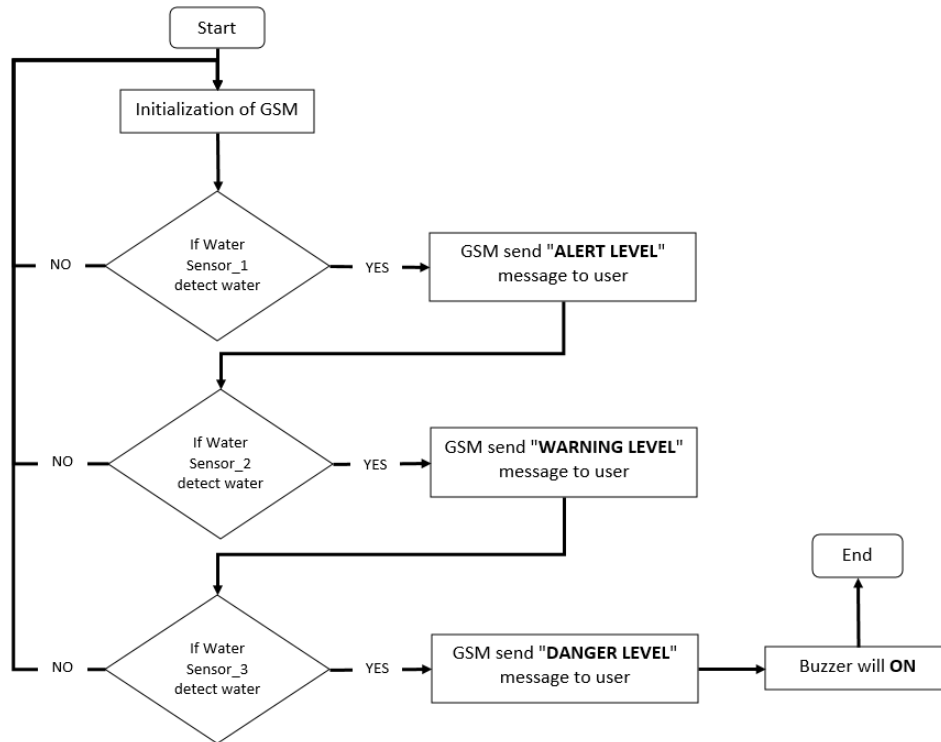 Start
Initialization of GSM
If Water
Sensor_1
detect water
NO
YES
GSM send "ALERT LEVEL"
message to user
If Water
Sensor_2
detect water
NO
YES
GSM send "WARNING LEVEL"
message to user
If Water
Sensor_3
detect water
NO
YES
GSM send "DANGER LEVEL"
message to user
Buzzer will ON
End